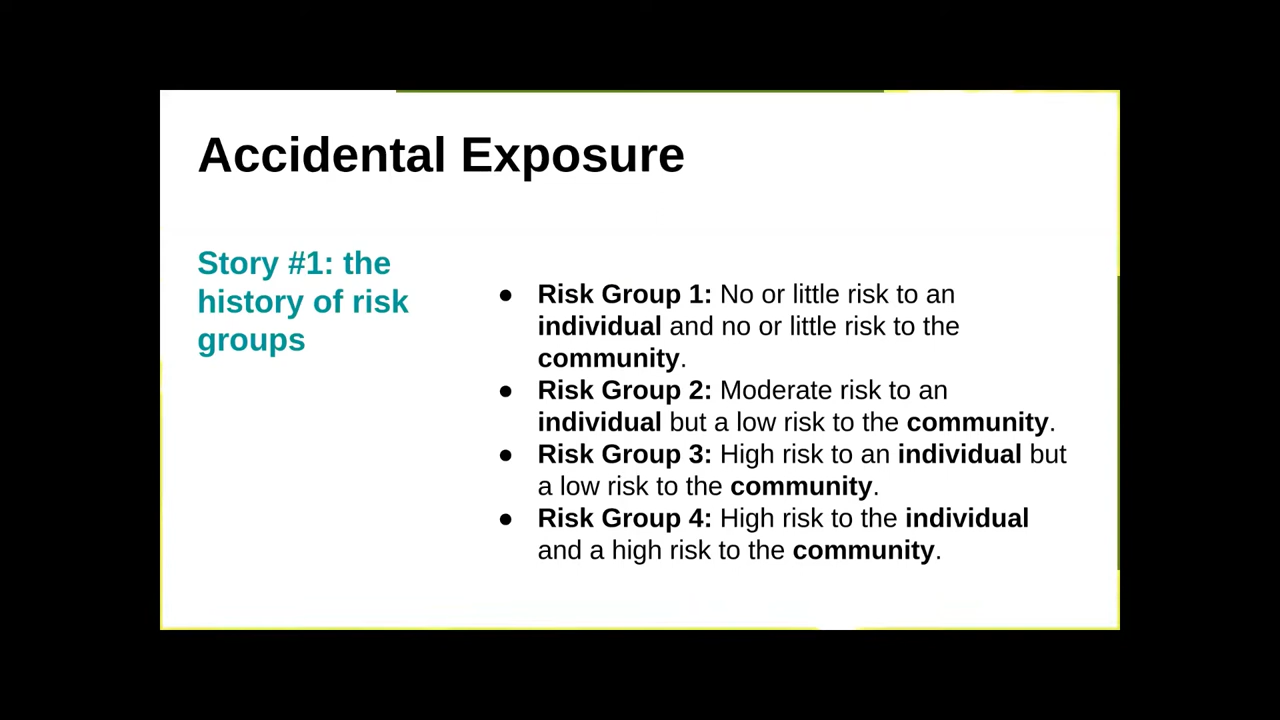 Accidental Exposure
Story #1: the
history of risk
groups
● Risk Group 1: No or little risk to an
individual and no or little risk to the
community.
● Risk Group 2: Moderate risk to an
individual but a low risk to the community.
● Risk Group 3: High risk to an individual but
a low risk to the community.
● Risk Group 4: High risk to the individual
and a high risk to the community.